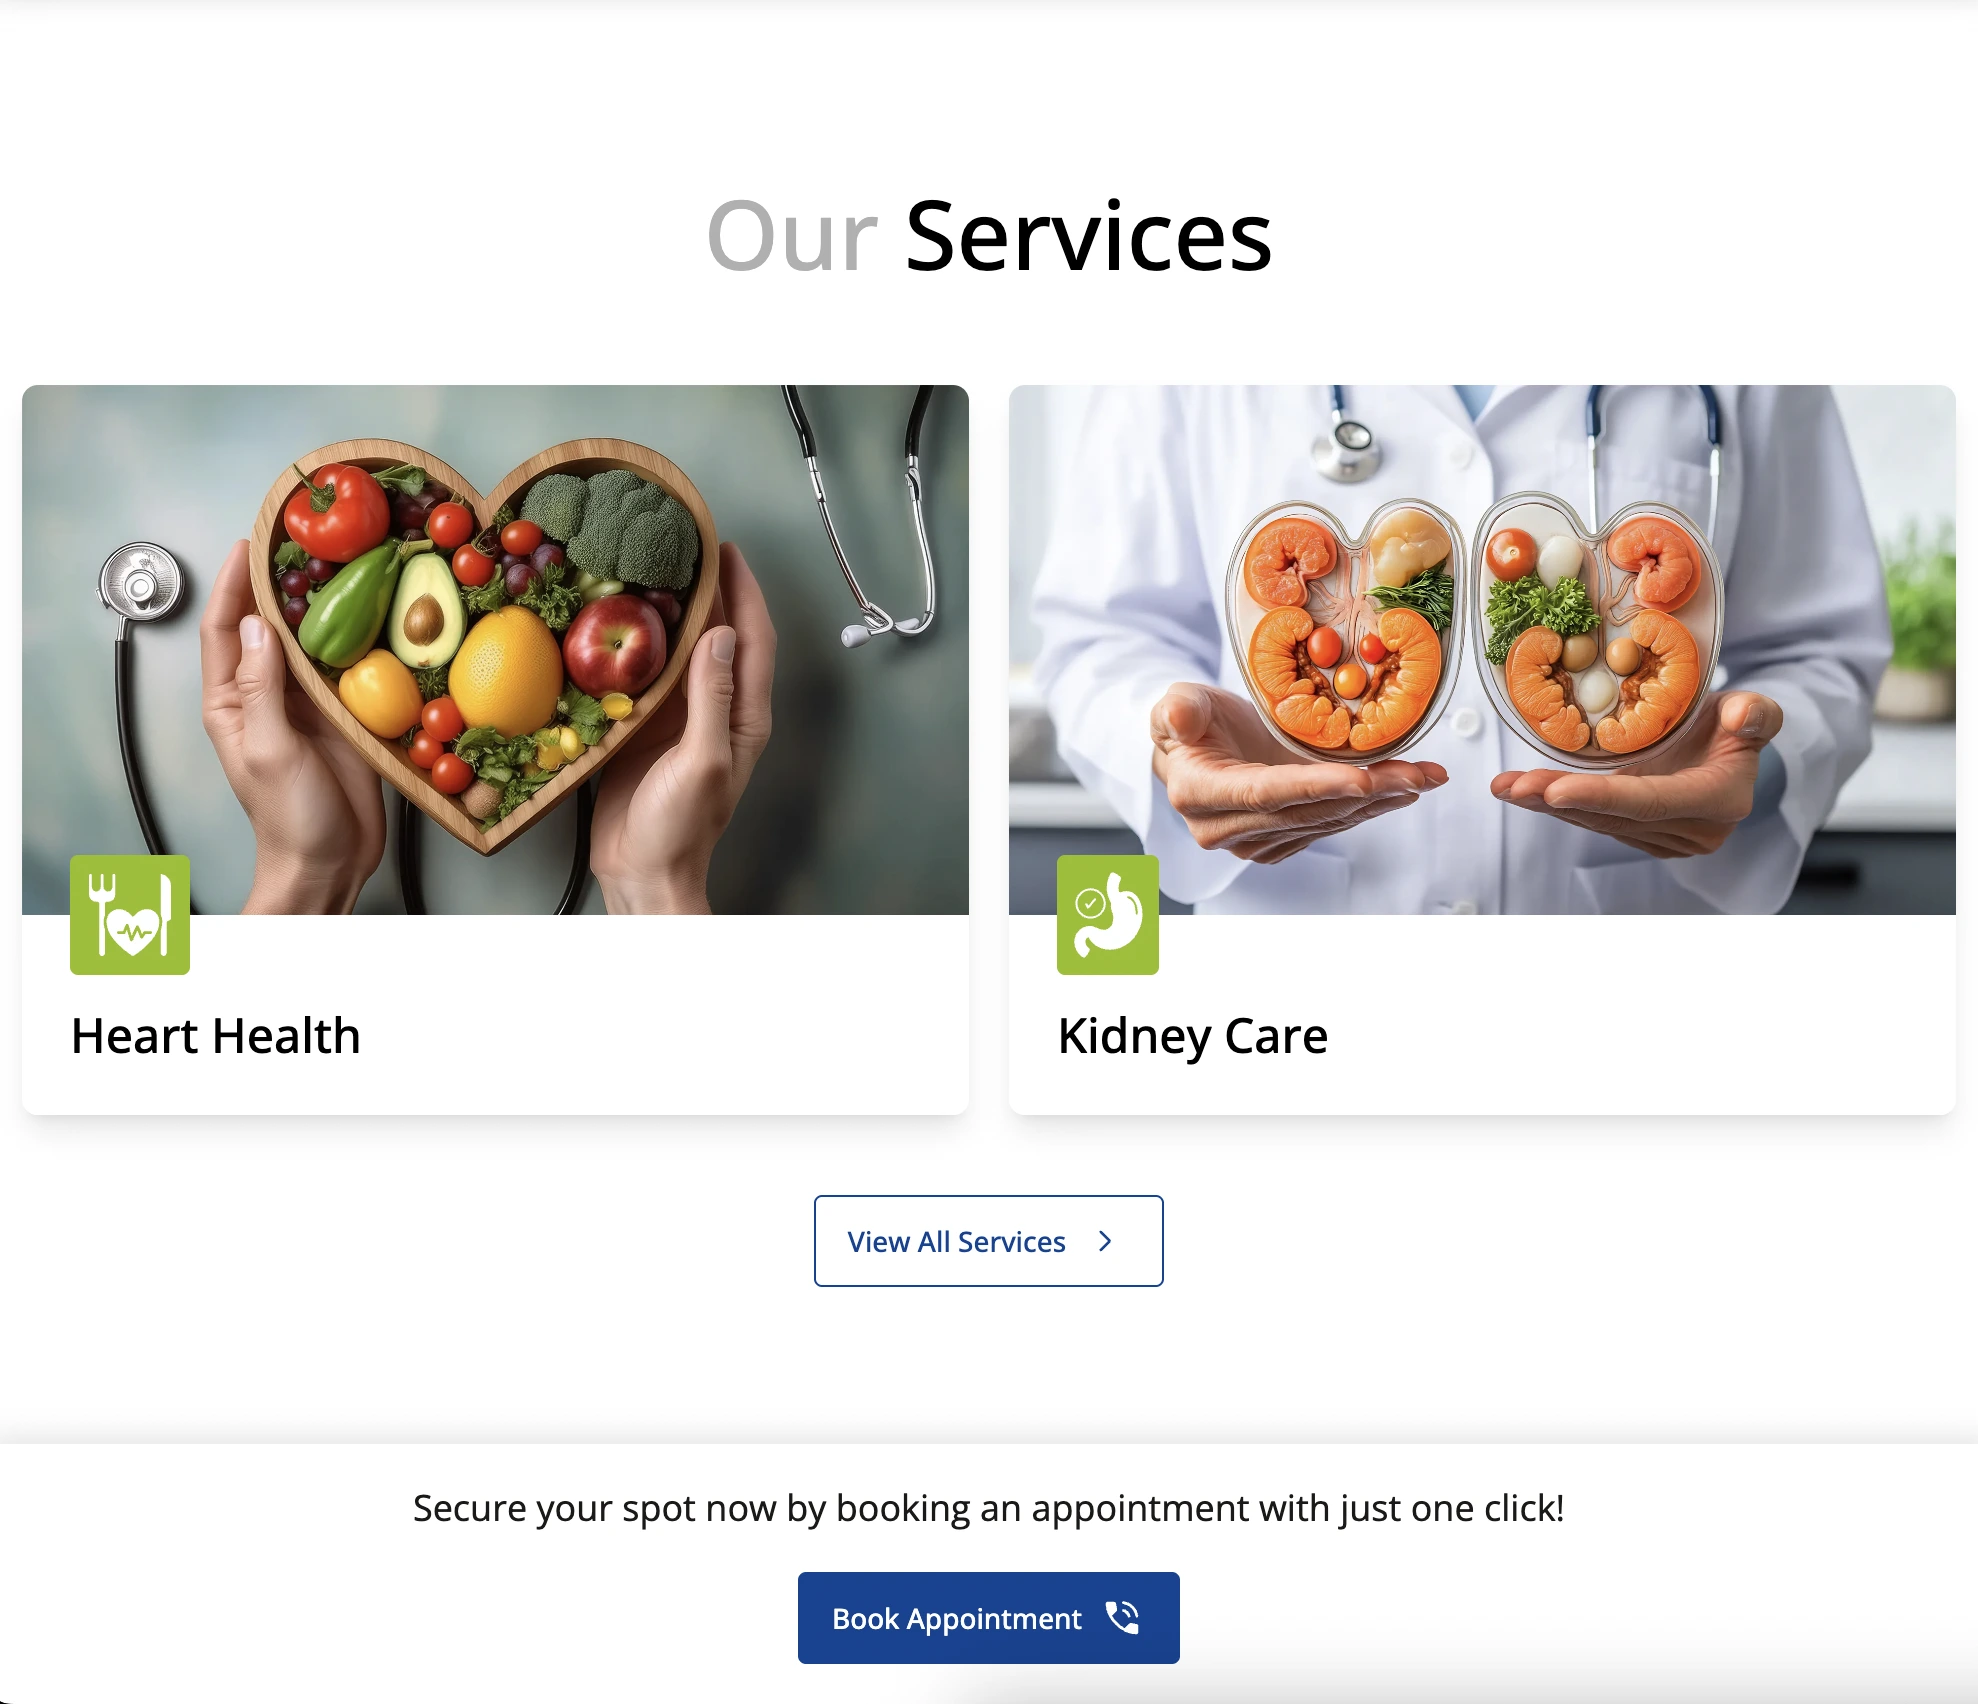 Our Services
Heart Health
Kidney Care
View All Services
Secure your spot now by booking an appointment with just one click!
Book Appointment